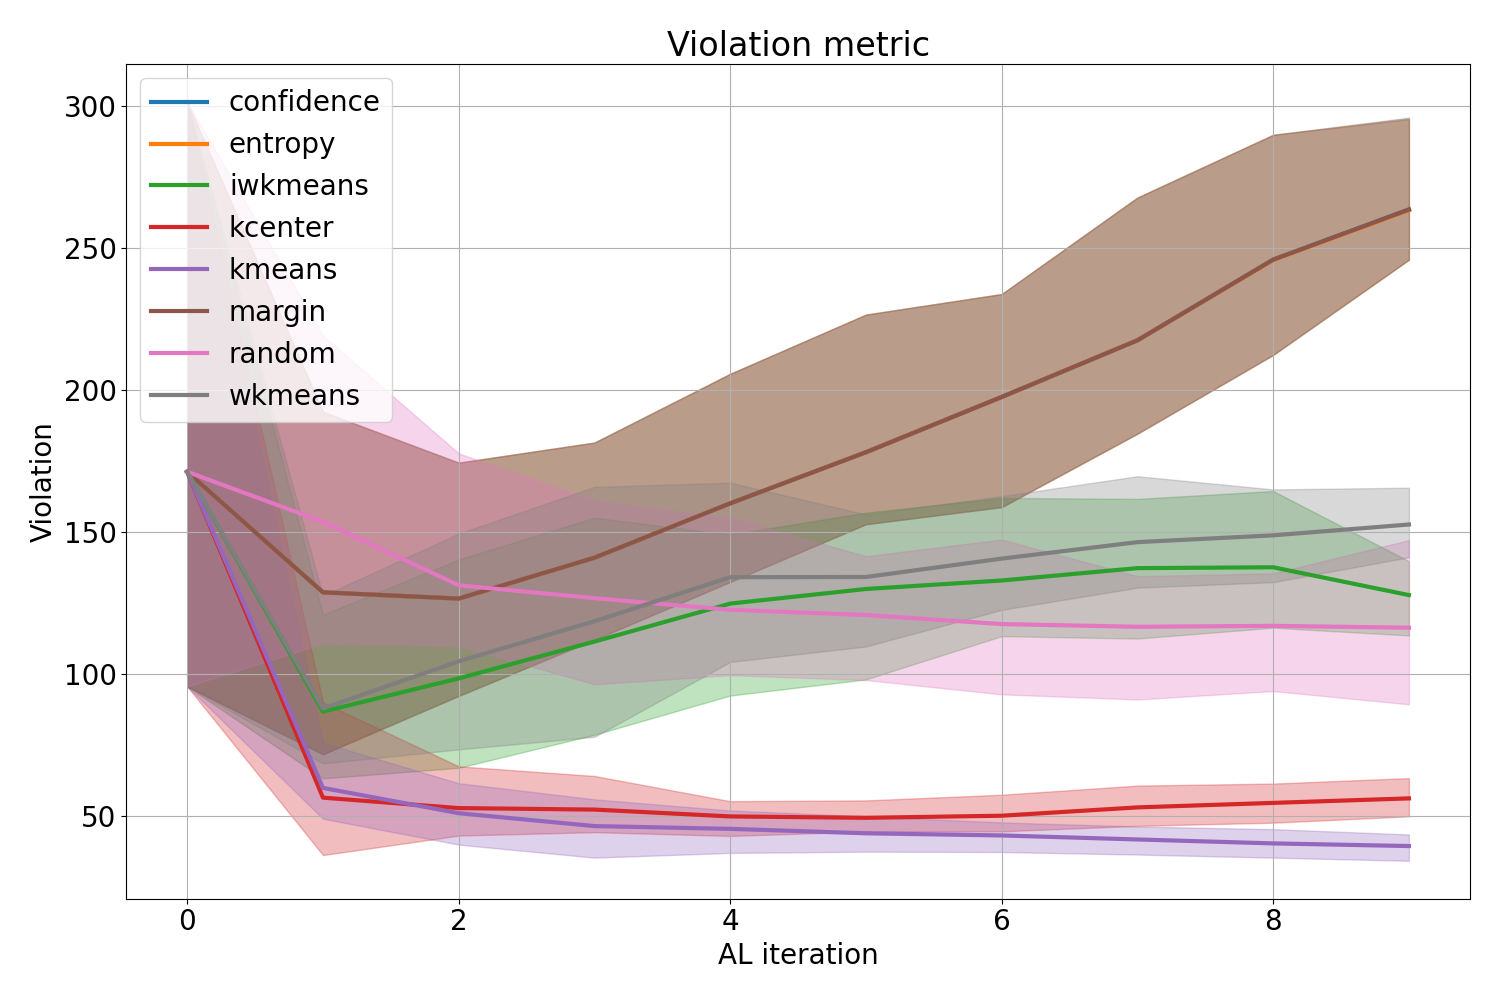 Violation metric
confidence
entropy
iwkmeans
kcenter
kmeans
margin
random
wkmeans
300
250
200
150
100
50
Violation
0 2 4 6 8
AL iteration